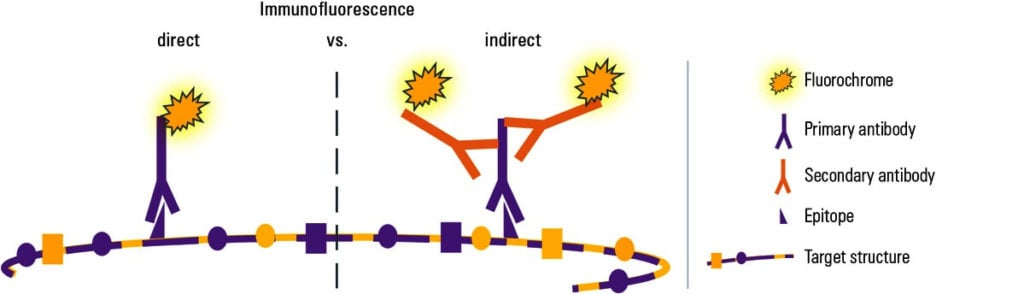 Immunofluorescence
direct vs. indirect
Fluorochrome
Primary antibody
Secondary antibody
Epitope
Target structure